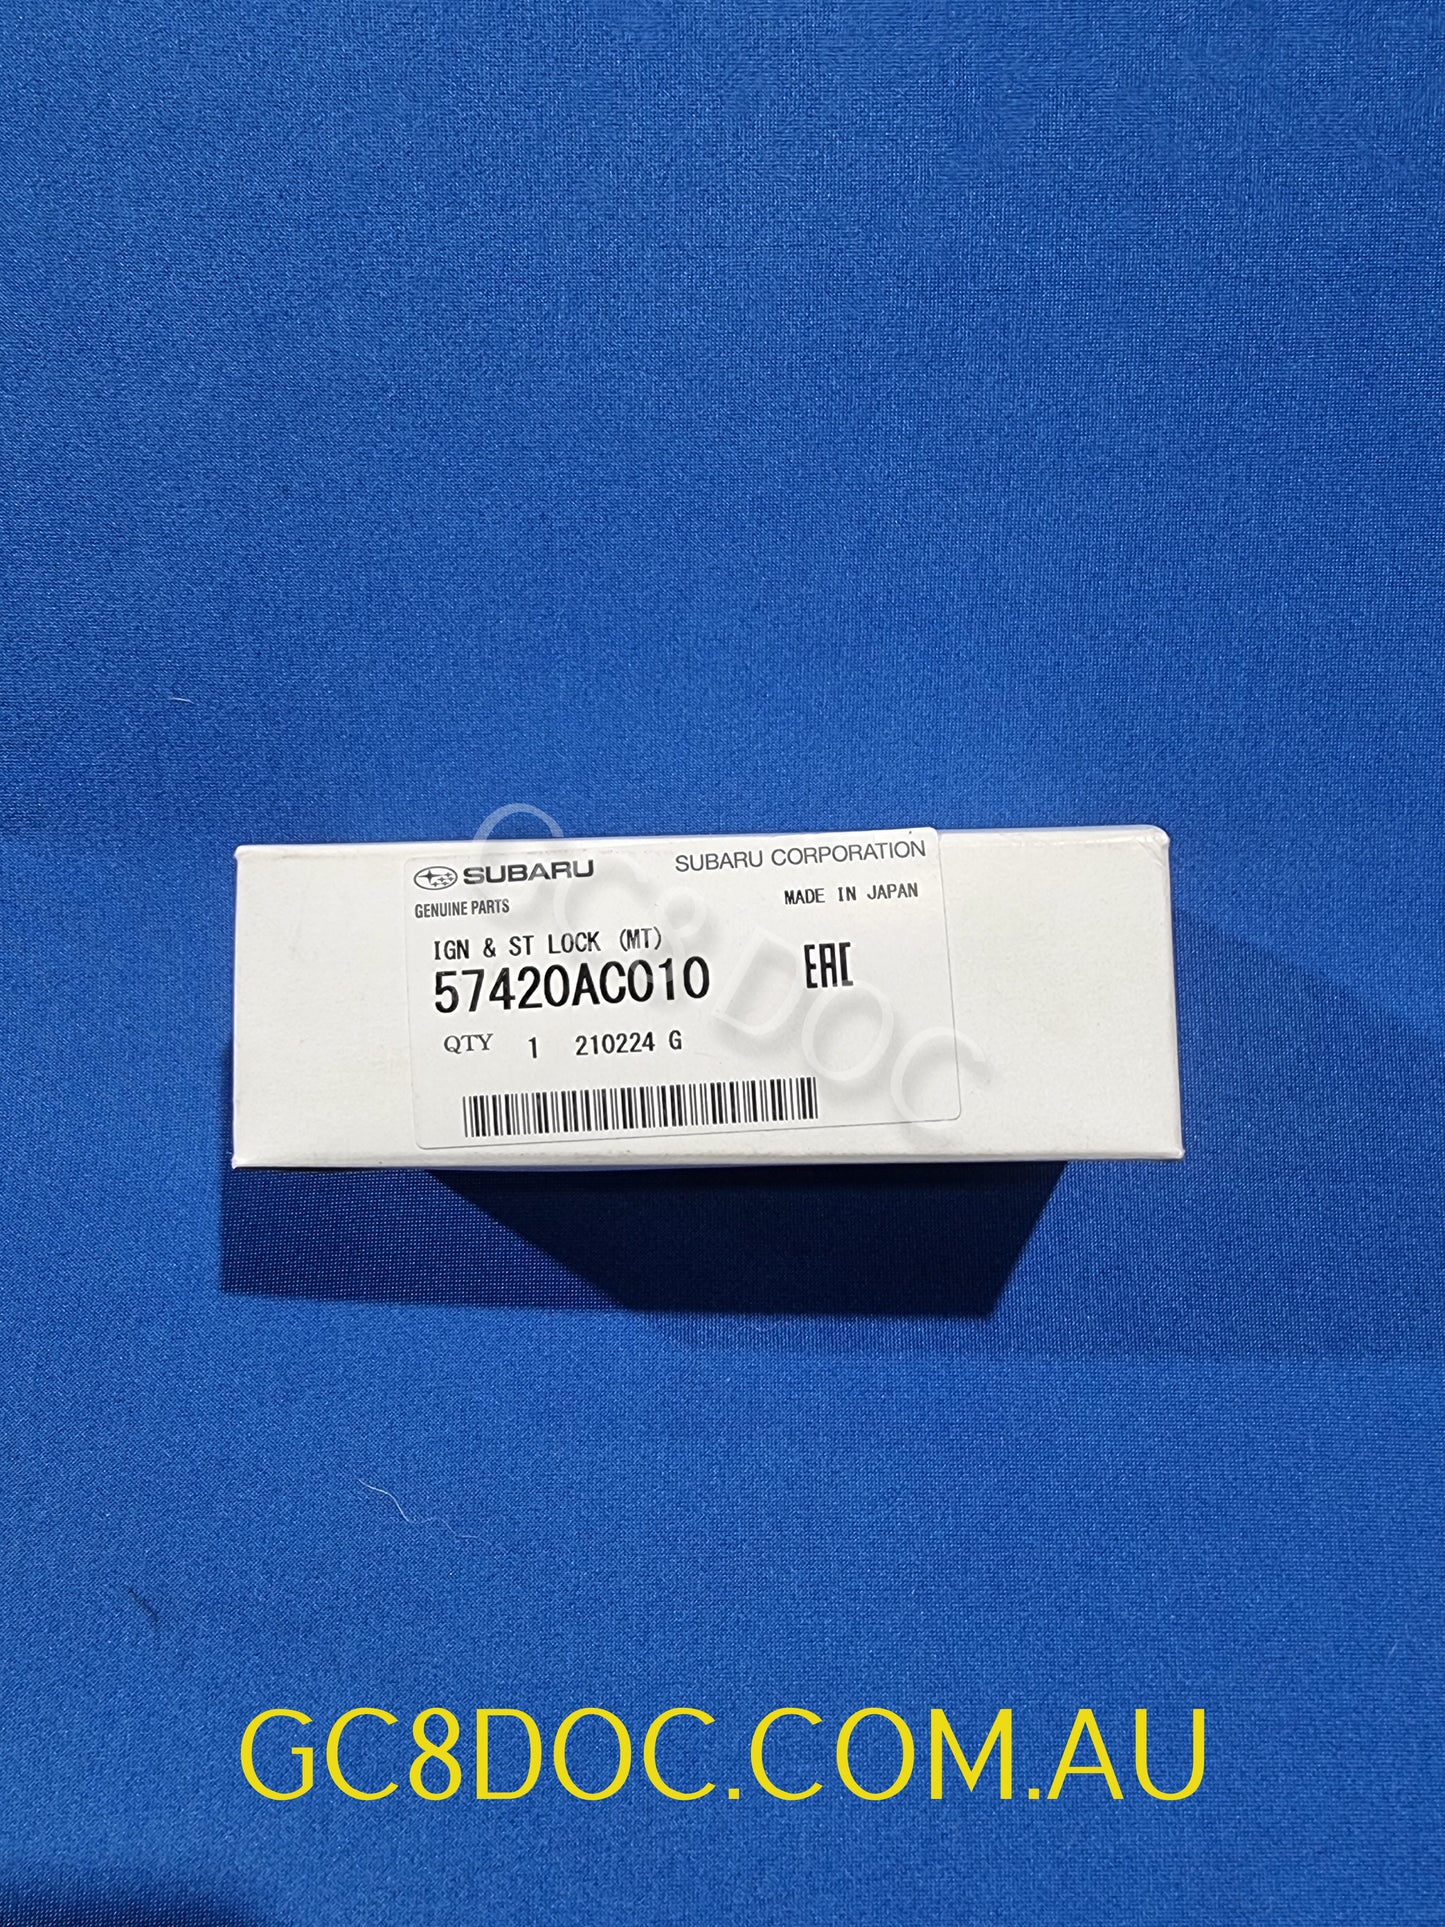 SUBARU SUBARU CORPORATION
GENUINE PARTS MADE IN JAPAN
IGN & ST LOCK (MT)
57420AC010 EAC
QTY 1 210224 G
GC8DOC
GC8DOC.COM.AU